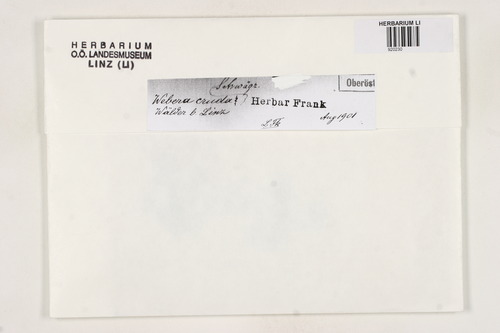 HERBARIUM
O.Ö. LANDESMUSEUM
LINZ (LI)
HERBARIUM LI
Oberöst
Schwägr.
Webera cruda? Herbar Frank
Wälder b. Linz
Aug 1901